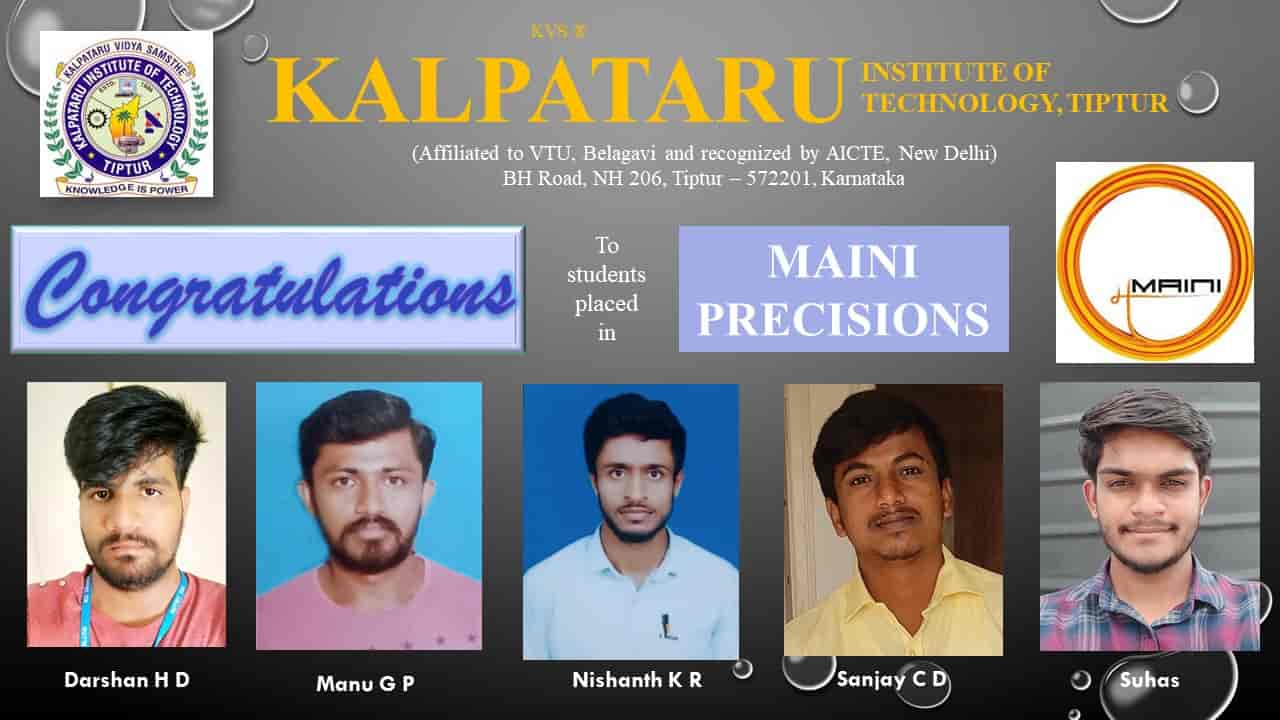 KVS ®
KALPATARU INSTITUTE OF
TECHNOLOGY, TIPTUR
(Affiliated to VTU, Belagavi and recognized by AICTE, New Delhi)
BH Road, NH 206, Tiptur – 572201, Karnataka
KALPATARU VIDYA SAMSTHE
KALPATARU INSTITUTE OF TECHNOLOGY
TIPTUR
KNOWLEDGE IS POWER
Congratulations
To
students
placed
in
MAINI
PRECISIONS
MAINI
Darshan H D
Manu G P
Nishanth K R
Sanjay C D
Suhas